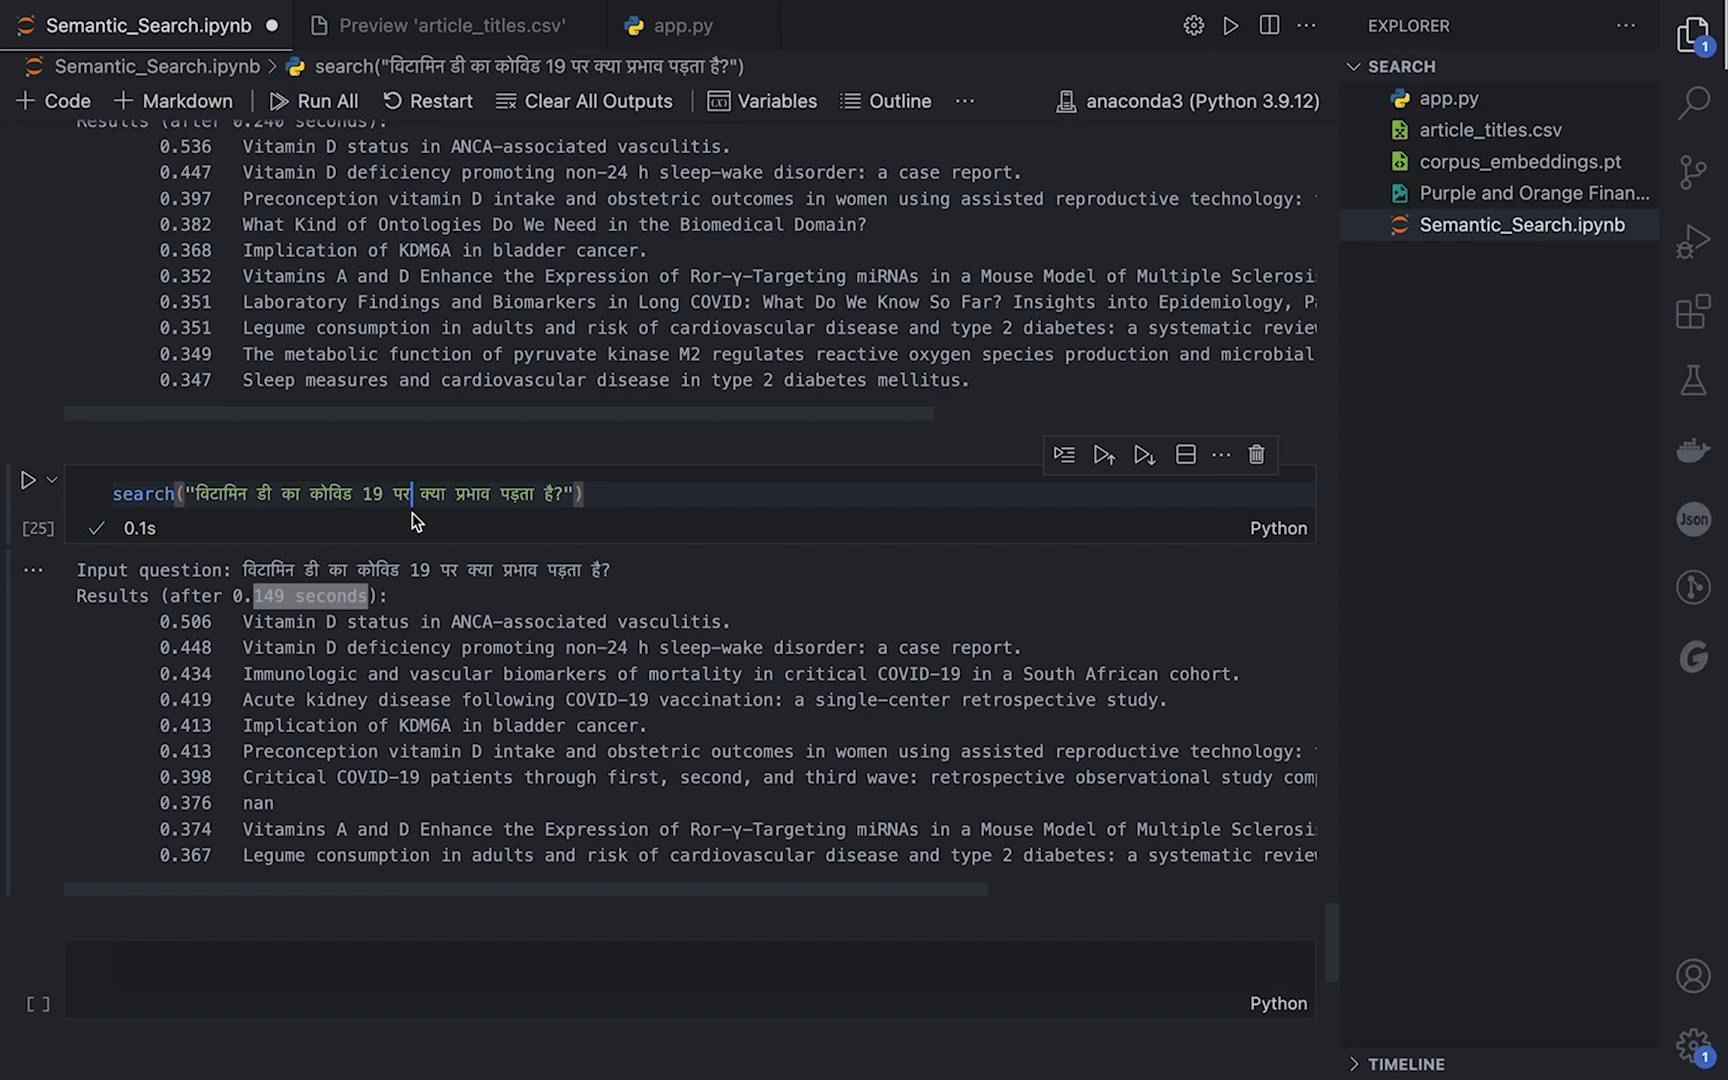 Semantic_Search.ipynb
Preview 'article_titles.csv'
app.py
EXPLORER
Semantic_Search.ipynb > search("विटामिन डी का कोविड 19 पर क्या प्रभाव पड़ता है?")
SEARCH
Code
Markdown
Run All
Restart
Clear All Outputs
Variables
Outline
anaconda3 (Python 3.9.12)
app.py
article_titles.csv
corpus_embeddings.pt
Purple and Orange Finan...
Semantic_Search.ipynb
Results (after 0.240 seconds):
0.536 Vitamin D status in ANCA-associated vasculitis.
0.447 Vitamin D deficiency promoting non-24 h sleep-wake disorder: a case report.
0.397 Preconception vitamin D intake and obstetric outcomes in women using assisted reproductive technology:
0.382 What Kind of Ontologies Do We Need in the Biomedical Domain?
0.368 Implication of KDM6A in bladder cancer.
0.352 Vitamins A and D Enhance the Expression of Ror-γ-Targeting miRNAs in a Mouse Model of Multiple Sclerosi
0.351 Laboratory Findings and Biomarkers in Long COVID: What Do We Know So Far? Insights into Epidemiology,
0.351 Legume consumption in adults and risk of cardiovascular disease and type 2 diabetes: a systematic revie
0.349 The metabolic function of pyruvate kinase M2 regulates reactive oxygen species production and microbial
0.347 Sleep measures and cardiovascular disease in type 2 diabetes mellitus.
search("विटामिन डी का कोविड 19 पर क्या प्रभाव पड़ता है?")
[25] 0.1s Python
Input question: विटामिन डी का कोविड 19 पर क्या प्रभाव पड़ता है?
Results (after 0.149 seconds):
0.506 Vitamin D status in ANCA-associated vasculitis.
0.448 Vitamin D deficiency promoting non-24 h sleep-wake disorder: a case report.
0.434 Immunologic and vascular biomarkers of mortality in critical COVID-19 in a South African cohort.
0.419 Acute kidney disease following COVID-19 vaccination: a single-center retrospective study.
0.413 Implication of KDM6A in bladder cancer.
0.413 Preconception vitamin D intake and obstetric outcomes in women using assisted reproductive technology:
0.398 Critical COVID-19 patients through first, second, and third wave: retrospective observational study com
0.376 nan
0.374 Vitamins A and D Enhance the Expression of Ror-γ-Targeting miRNAs in a Mouse Model of Multiple Sclerosi
0.367 Legume consumption in adults and risk of cardiovascular disease and type 2 diabetes: a systematic revie
[ ] Python
TIMELINE
1
Json
1